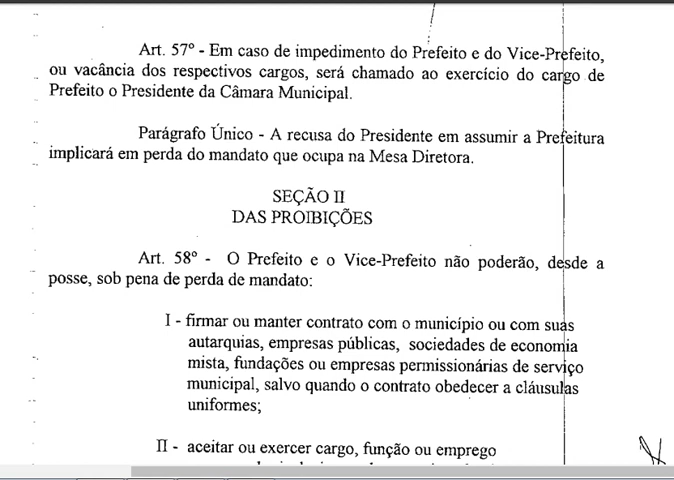 Art. 57º - Em caso de impedimento do Prefeito e do Vice-Prefeito,
ou vacância dos respectivos cargos, será chamado ao exercício do cargo de
Prefeito o Presidente da Câmara Municipal.
Parágrafo Único - A recusa do Presidente em assumir a Prefeitura
implicará em perda do mandato que ocupa na Mesa Diretora.
SEÇÃO II
DAS PROIBIÇÕES
Art. 58º - O Prefeito e o Vice-Prefeito não poderão, desde a
posse, sob pena de perda de mandato:
I - firmar ou manter contrato com o município ou com suas
autarquias, empresas públicas, sociedades de economia
mista, fundações ou empresas permissionárias de serviço
municipal, salvo quando o contrato obedecer a cláusulas
uniformes;
II - aceitar ou exercer cargo, função ou emprego